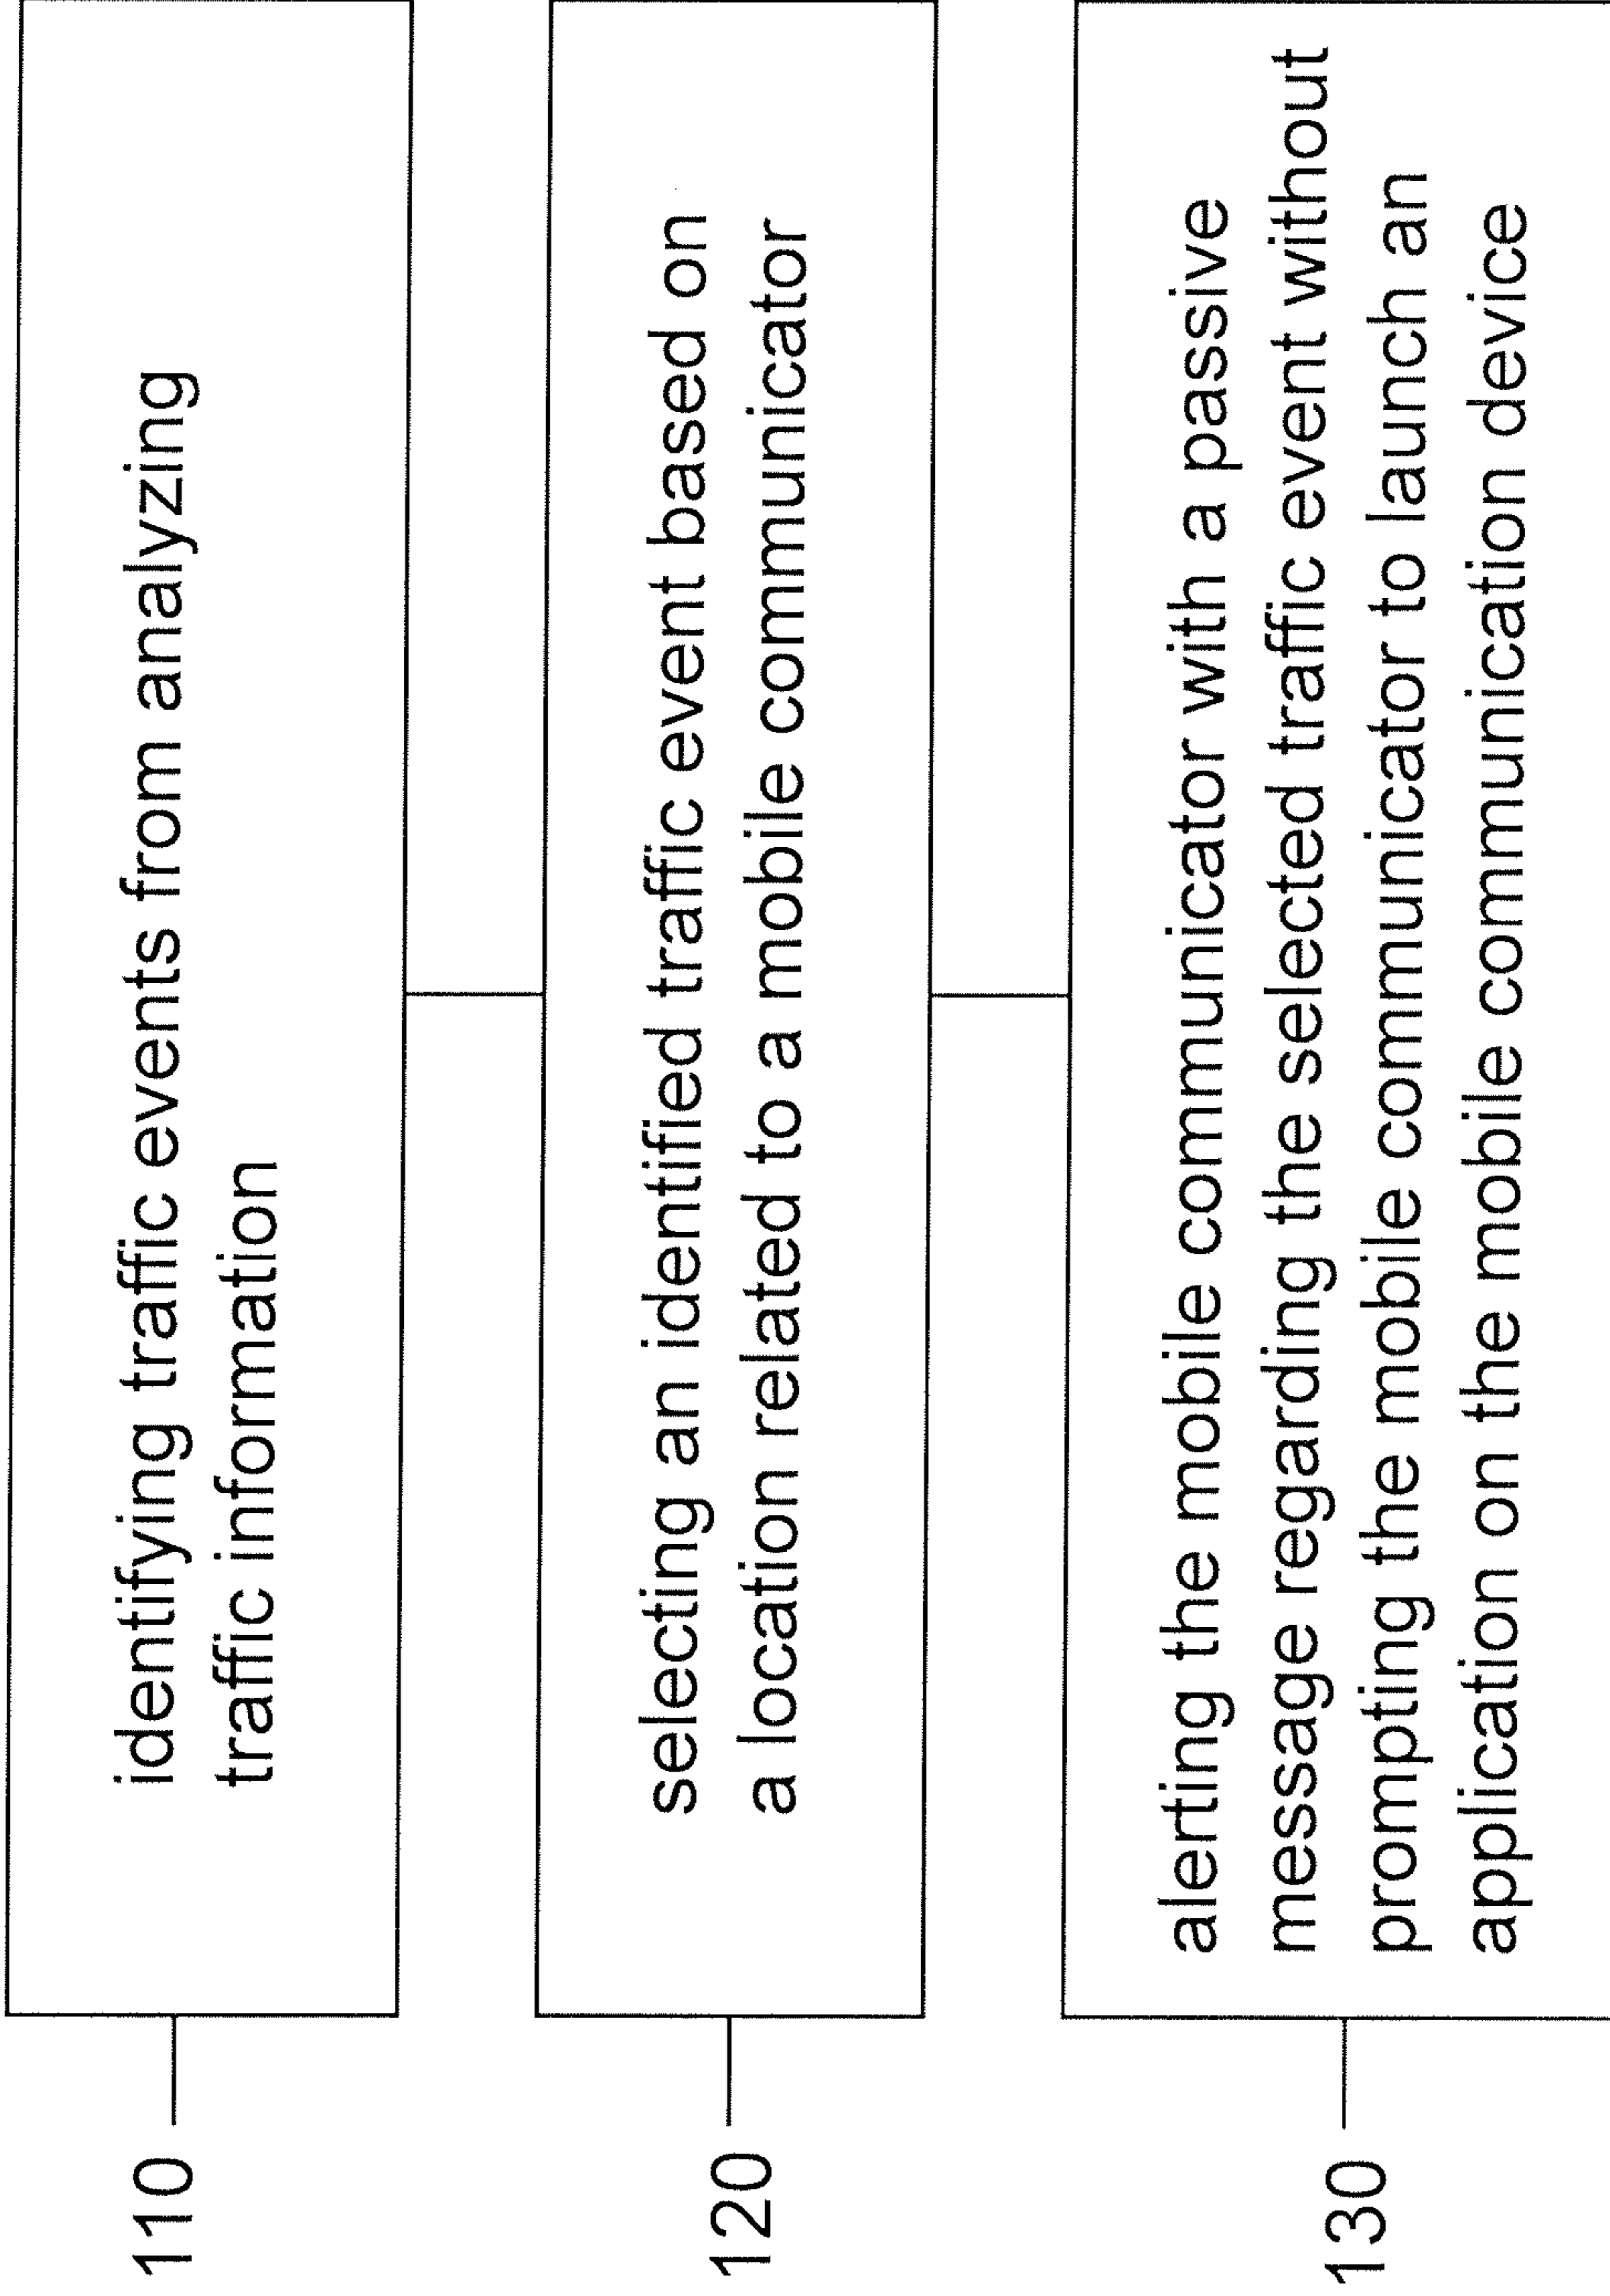 110
identifying traffic events from analyzing
traffic information
120
selecting an identified traffic event based on
a location related to a mobile communicator
130
alerting the mobile communicator with a passive
message regarding the selected traffic event without
prompting the mobile communicator to launch an
application on the mobile communication device